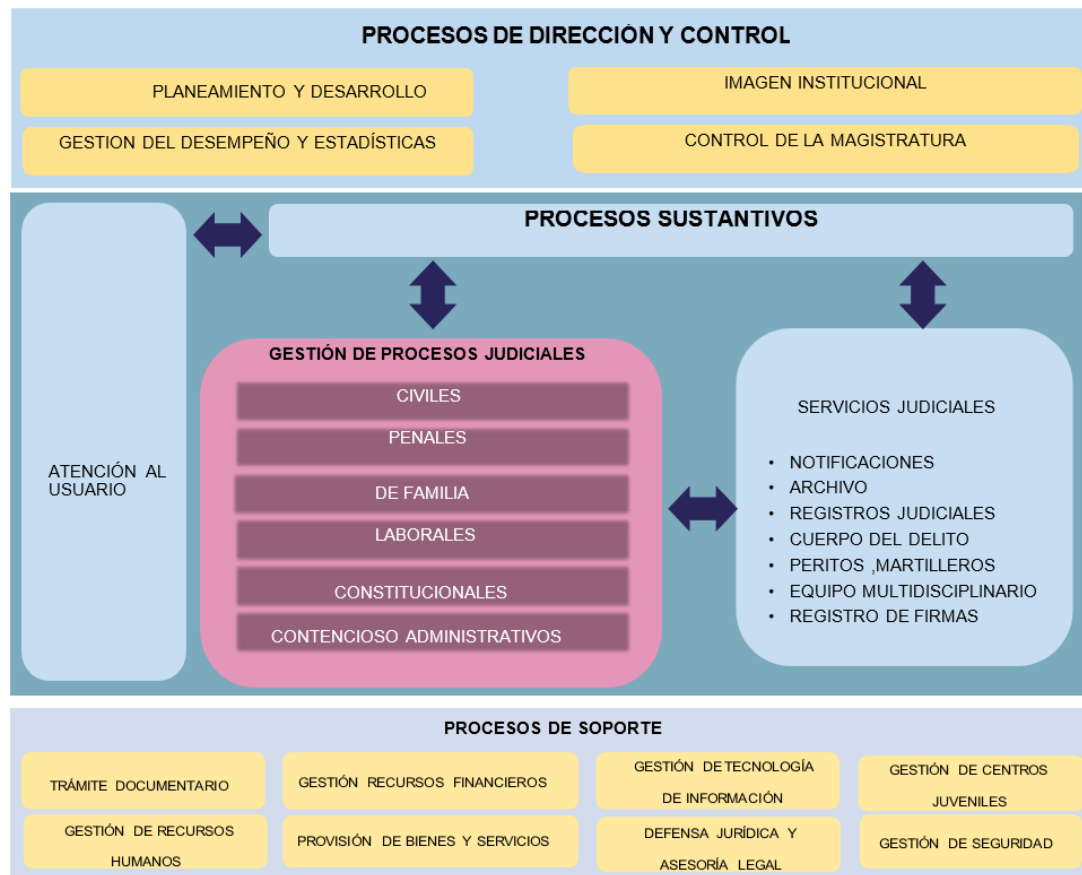 PROCESOS DE DIRECCIÓN Y CONTROL
PLANEAMIENTO Y DESARROLLO
IMAGEN INSTITUCIONAL
GESTION DEL DESEMPEÑO Y ESTADÍSTICAS
CONTROL DE LA MAGISTRATURA
PROCESOS SUSTANTIVOS
ATENCIÓN AL
USUARIO
GESTIÓN DE PROCESOS JUDICIALES
CIVILES
PENALES
DE FAMILIA
LABORALES
CONSTITUCIONALES
CONTENCIOSO ADMINISTRATIVOS
SERVICIOS JUDICIALES
• NOTIFICACIONES
• ARCHIVO
• REGISTROS JUDICIALES
• CUERPO DEL DELITO
• PERITOS ,MARTILLEROS
• EQUIPO MULTIDISCIPLINARIO
• REGISTRO DE FIRMAS
PROCESOS DE SOPORTE
TRÁMITE DOCUMENTARIO
GESTIÓN RECURSOS FINANCIEROS
GESTIÓN DE TECNOLOGÍA
DE INFORMACIÓN
GESTIÓN DE CENTROS
JUVENILES
GESTIÓN DE RECURSOS
HUMANOS
PROVISIÓN DE BIENES Y SERVICIOS
DEFENSA JURÍDICA Y
ASESORÍA LEGAL
GESTIÓN DE SEGURIDAD